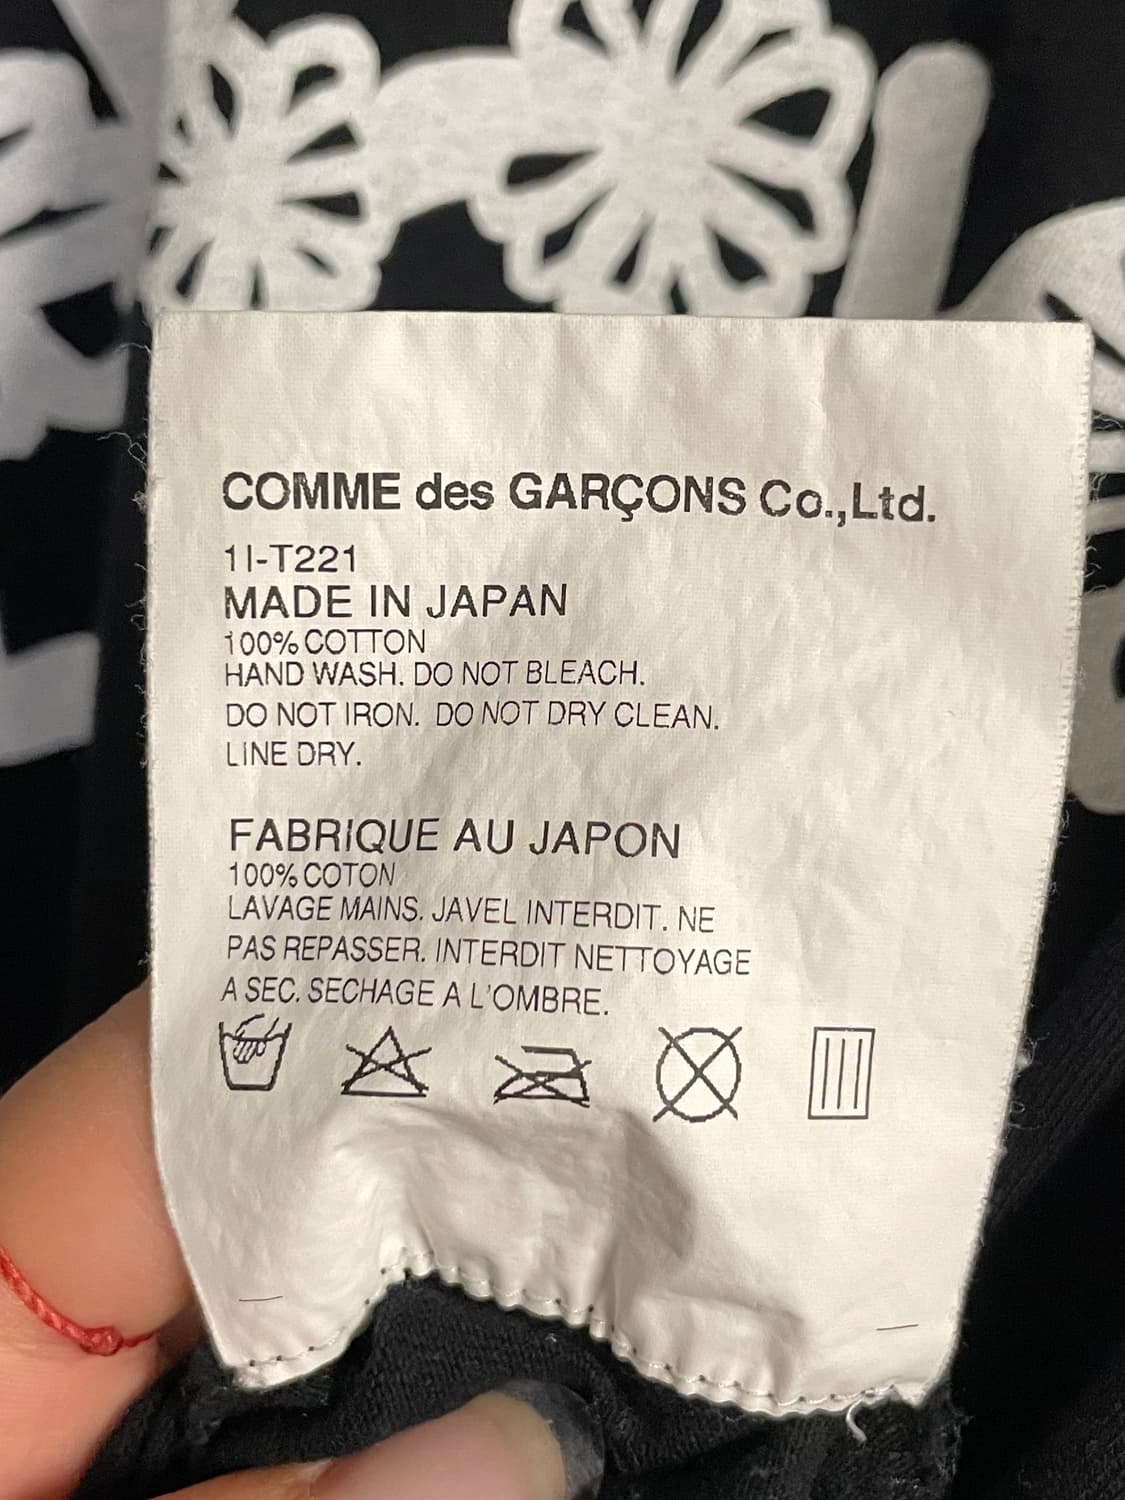 COMME des GARÇONS Co.,Ltd.
1I-T221
MADE IN JAPAN
100% COTTON
HAND WASH. DO NOT BLEACH.
DO NOT IRON. DO NOT DRY CLEAN.
LINE DRY.
FABRIQUE AU JAPON
100% COTON
LAVAGE MAINS. JAVEL INTERDIT. NE
PAS REPASSER. INTERDIT NETTOYAGE
A SEC. SECHAGE A L'OMBRE.